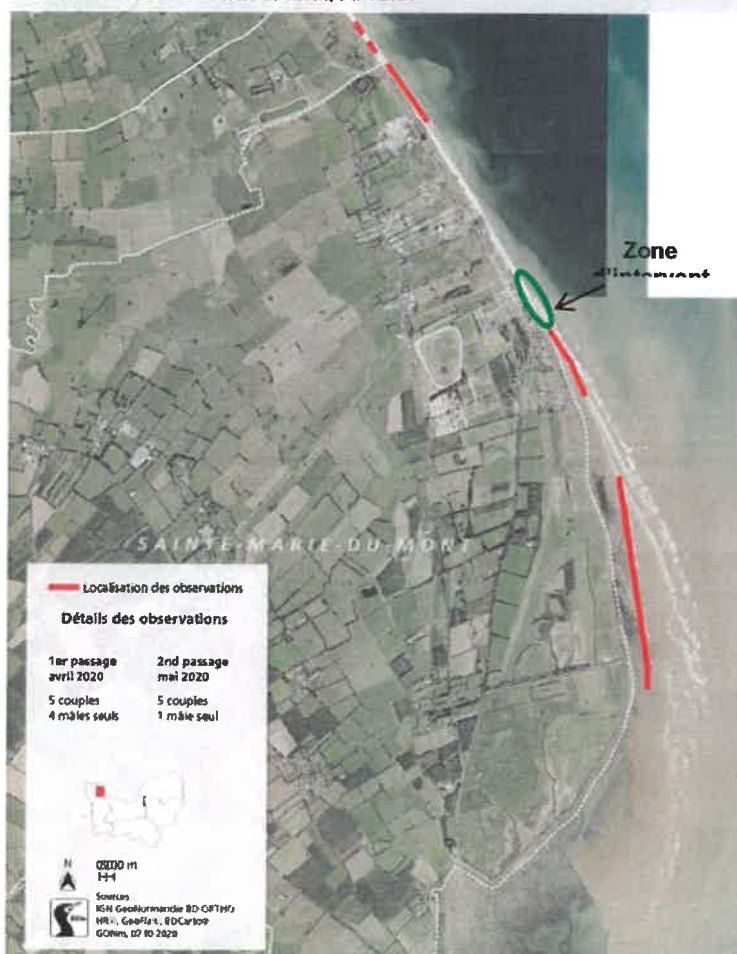 Zone
d'intervent
SAINTE-MARIE-DU-MONT
Localisation des observations
Détails des observations
1er passage
avril 2020
2nd passage
mai 2020
5 couples
4 mâles seuls
5 couples
1 mâle seul
N
m
Sources
IGN GeoNormandie BD ORTHO
GONm, 07 10 2020